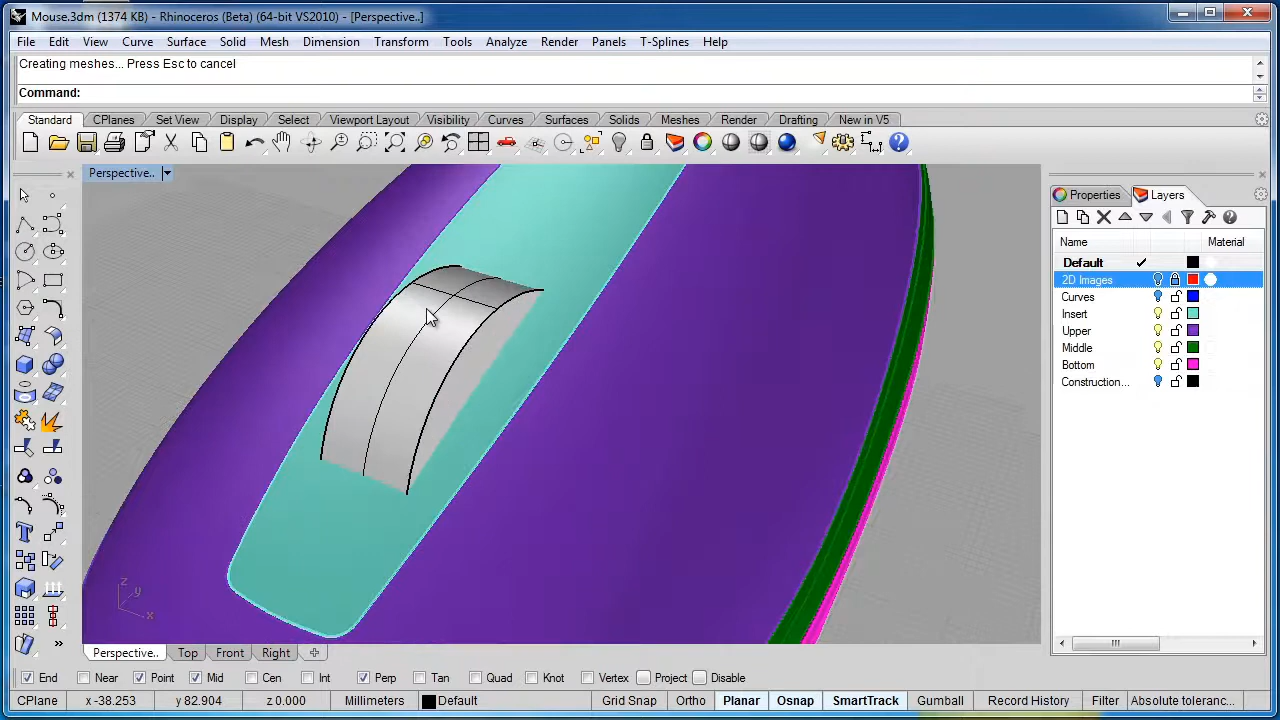 Mouse.3dm (1374 KB) - Rhinoceros (Beta) (64-bit VS2010) - [Perspective..]
File Edit View Curve Surface Solid Mesh Dimension Transform Tools Analyze Render Panels T-Splines Help
Creating meshes... Press Esc to cancel
Command:
Standard CPlanes Set View Display Select Viewport Layout Visibility Curves Surfaces Solids Meshes Render Drafting New in V5
Perspective..
Properties Layers
Name Material
Default
2D Images
Curves
Insert
Upper
Middle
Bottom
Construction...
z
y
x
Perspective.. Top Front Right
End Near Point Mid Cen Int Perp Tan Quad Knot Vertex Project Disable
CPlane x -38.253 y 82.904 z 0.000 Millimeters Default Grid Snap Ortho Planar Osnap SmartTrack Gumball Record History Filter Absolute toleranc...